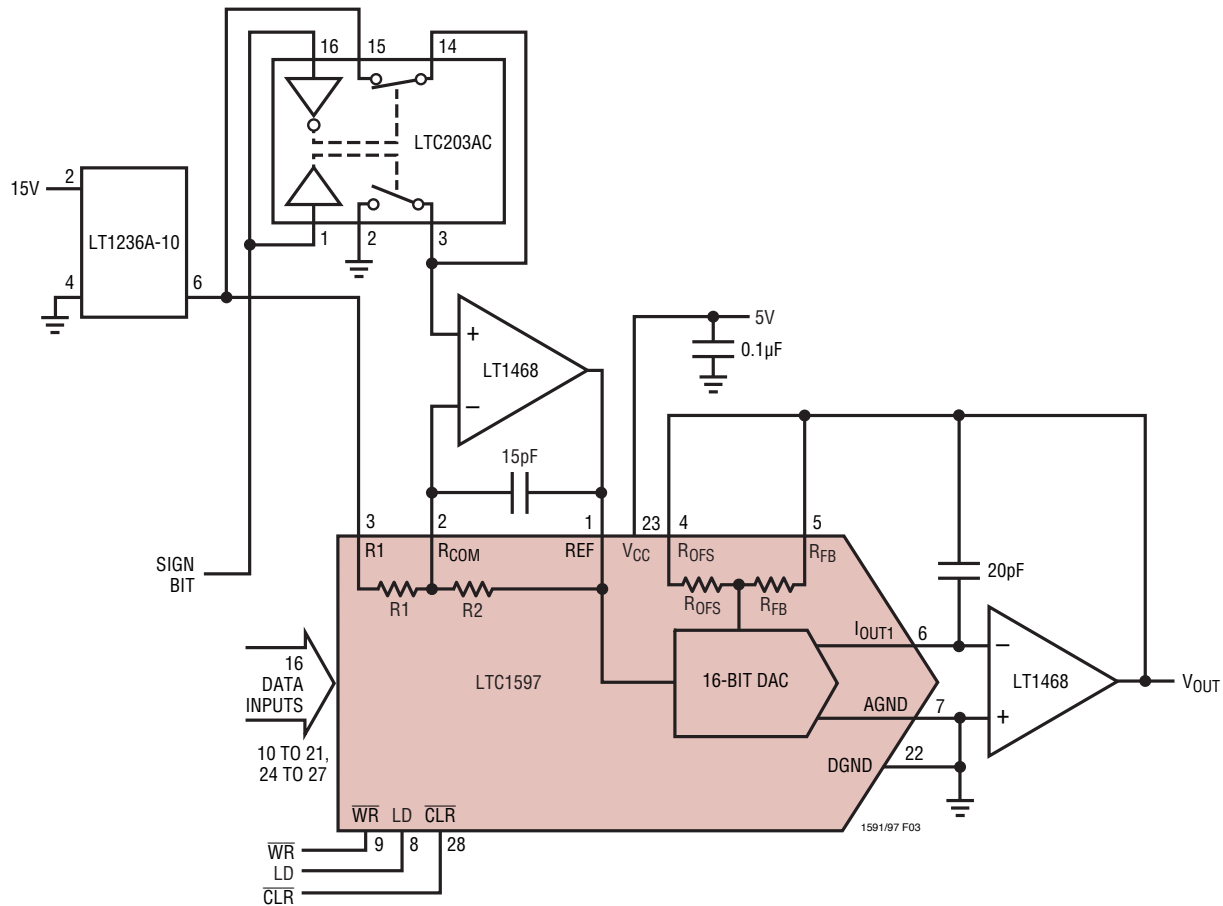 16 15 14
LTC203AC
1 2 3
15V
2
LT1236A-10
4
6
+
LT1468
–
5V
0.1µF
15pF
3 2 1 23 4 5
R1 RCOM REF VCC ROFS RFB
R1 R2 ROFS RFB
20pF
SIGN
BIT
IOUT1 6
–
16-BIT DAC
LT1468
VOUT
16
DATA
INPUTS
LTC1597
AGND 7
+
10 TO 21,
24 TO 27
DGND 22
WR LD CLR
1591/97 F03
9 8 28
WR
LD
CLR